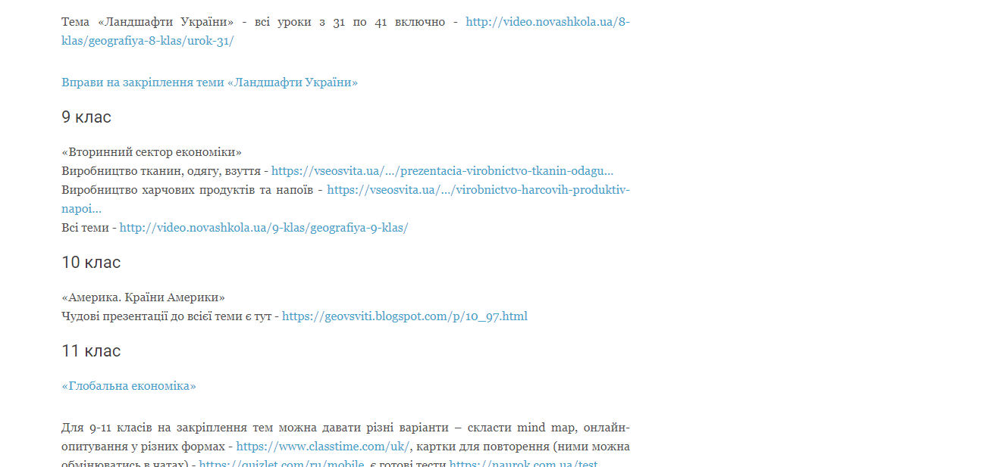 Тема «Ландшафти України» - всі уроки з 31 по 41 включно - http://video.novashkola.ua/8-
klas/geografiya-8-klas/urok-31/
Вправи на закріплення теми «Ландшафти України»
9 клас
«Вторинний сектор економіки»
Виробництво тканин, одягу, взуття - https://vseosvita.ua/.../prezentacia-virobnictvo-tkanin-odagu...
Виробництво харчових продуктів та напоїв - https://vseosvita.ua/.../virobnictvo-harcovih-produktiv-
napoi...
Всі теми - http://video.novashkola.ua/9-klas/geografiya-9-klas/
10 клас
«Америка. Країни Америки»
Чудові презентації до всієї теми є тут - https://geovsviti.blogspot.com/p/10_97.html
11 клас
«Глобальна економіка»
Для 9-11 класів на закріплення тем можна давати різні варіанти – скласти mind map, онлайн-
опитування у різних формах - https://www.classtime.com/uk/, картки для повторення (ними можна
обмінюватись в чатах) - https://quizlet.com/ru/mobile, є готові тести https://naurok.com.ua/test